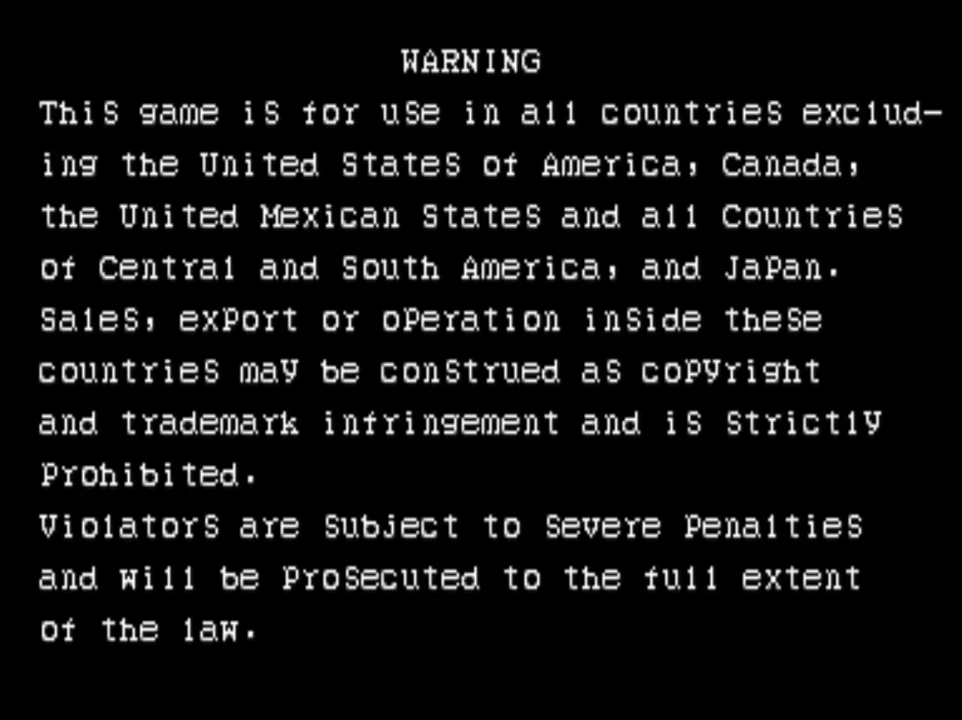 WARNING
This game is for use in all countries exclud-
ing the United States of America, Canada,
the United Mexican States and all Countries
of Central and South America, and Japan.
Sales, export or operation inside these
countries may be construed as copyright
and trademark infringement and is strictly
prohibited.
Violators are subject to severe penalties
and will be prosecuted to the full extent
of the law.